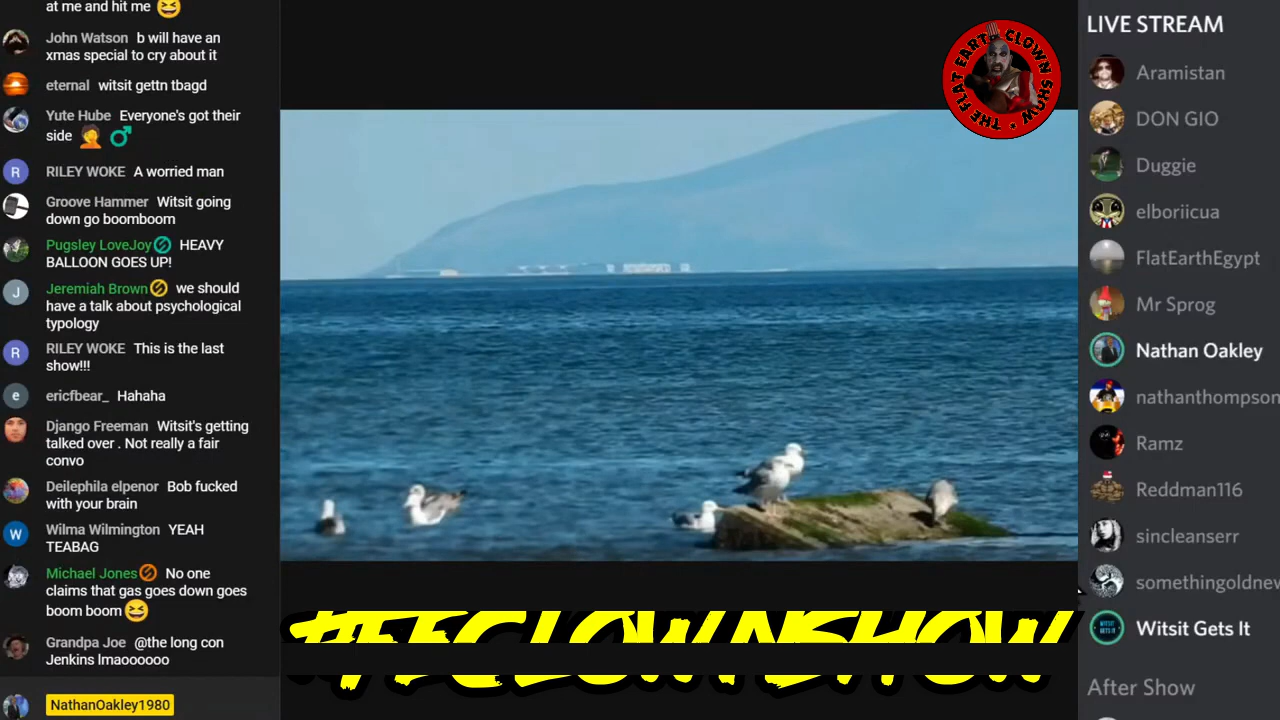 at me and hit me
John Watson b will have an
xmas special to cry about it
eternal witsit gettn tbagd
Yute Hube Everyone's got their
side
RILEY WOKE A worried man
Groove Hammer Witsit going
down go boomboom
Pugsley LoveJoy HEAVY
BALLOON GOES UP!
Jeremiah Brown we should
have a talk about psychological
typology
RILEY WOKE This is the last
show!!!
ericfbear_ Hahaha
Django Freeman Witsit's getting
talked over . Not really a fair
convo
Deilephila elpenor Bob fucked
with your brain
Wilma Wilmington YEAH
TEABAG
Michael Jones No one
claims that gas goes down goes
boom boom
Grandpa Joe @the long con
Jenkins lmaoooooo
NathanOakley1980
THE FLAT EARTH CLOWN SHOW
#FECLOWNSHOW
LIVE STREAM
Aramistan
DON GIO
Duggie
elboriicua
FlatEarthEgypt
Mr Sprog
Nathan Oakley
nathanthompson
Ramz
Reddman116
sincleanserr
somethingoldnew
Witsit Gets It
After Show